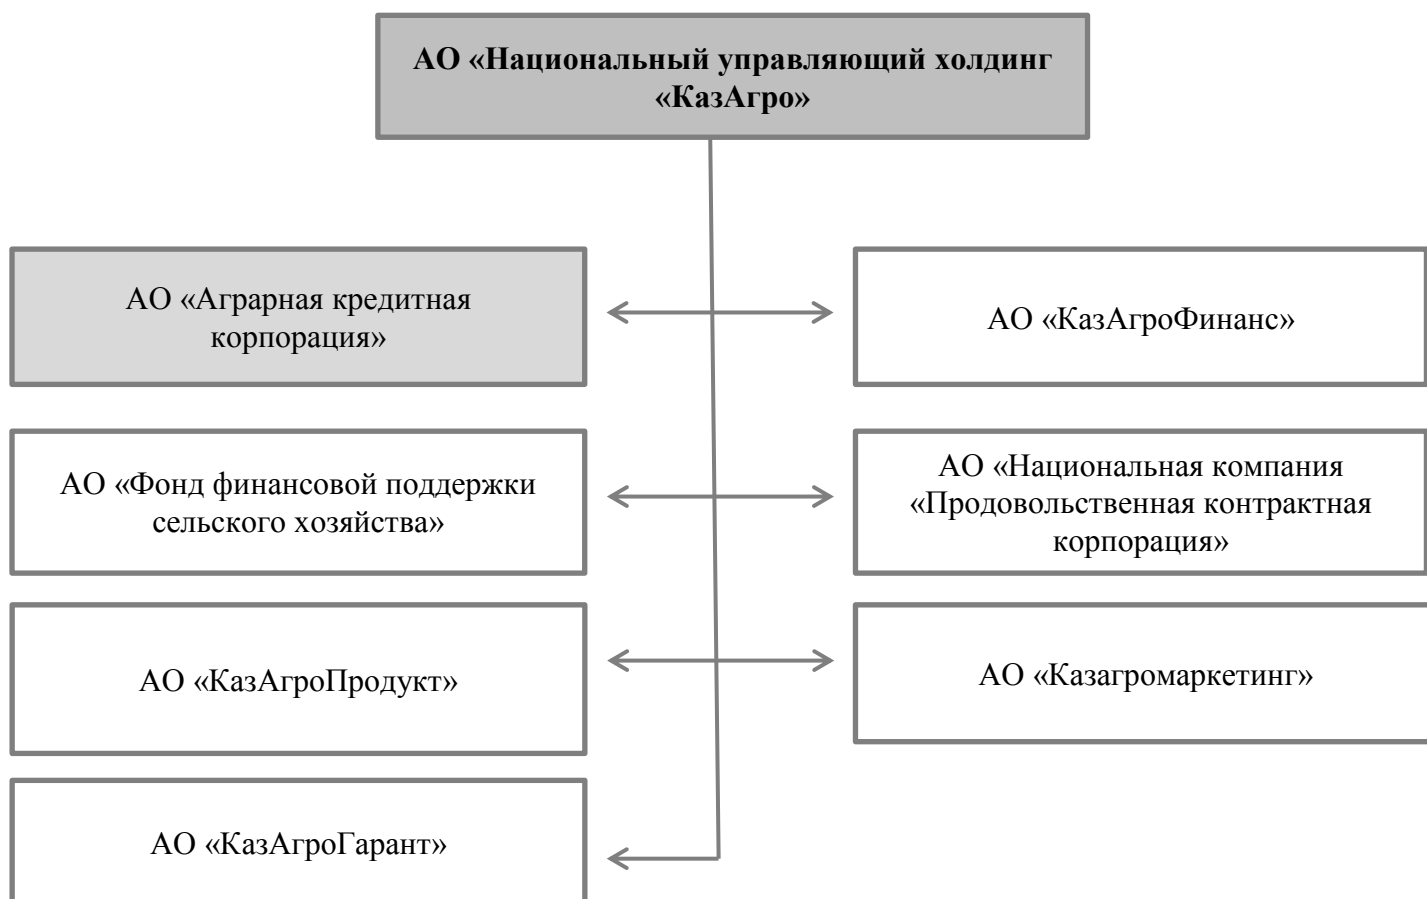 АО «Национальный управляющий холдинг
«КазАгро»
АО «Аграрная кредитная
корпорация»
АО «КазАгроФинанс»
АО «Фонд финансовой поддержки
сельского хозяйства»
АО «Национальная компания
«Продовольственная контрактная
корпорация»
АО «КазАгроПродукт»
АО «Казагромаркетинг»
АО «КазАгроГарант»